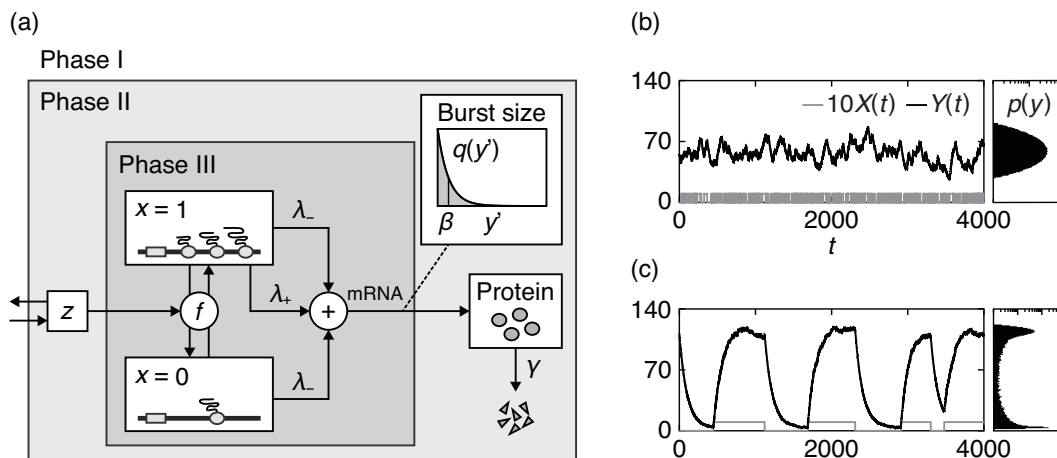 (a)
Phase I
Phase II
Phase III
x = 1
x = 0
z
f
λ₋
λ₊
λ₋
+
mRNA
Burst size
q(y')
β
y'
Protein
γ
(b)
140
70
0
10X(t)
Y(t)
p(y)
0
2000
4000
t
(c)
140
70
0
0
2000
4000